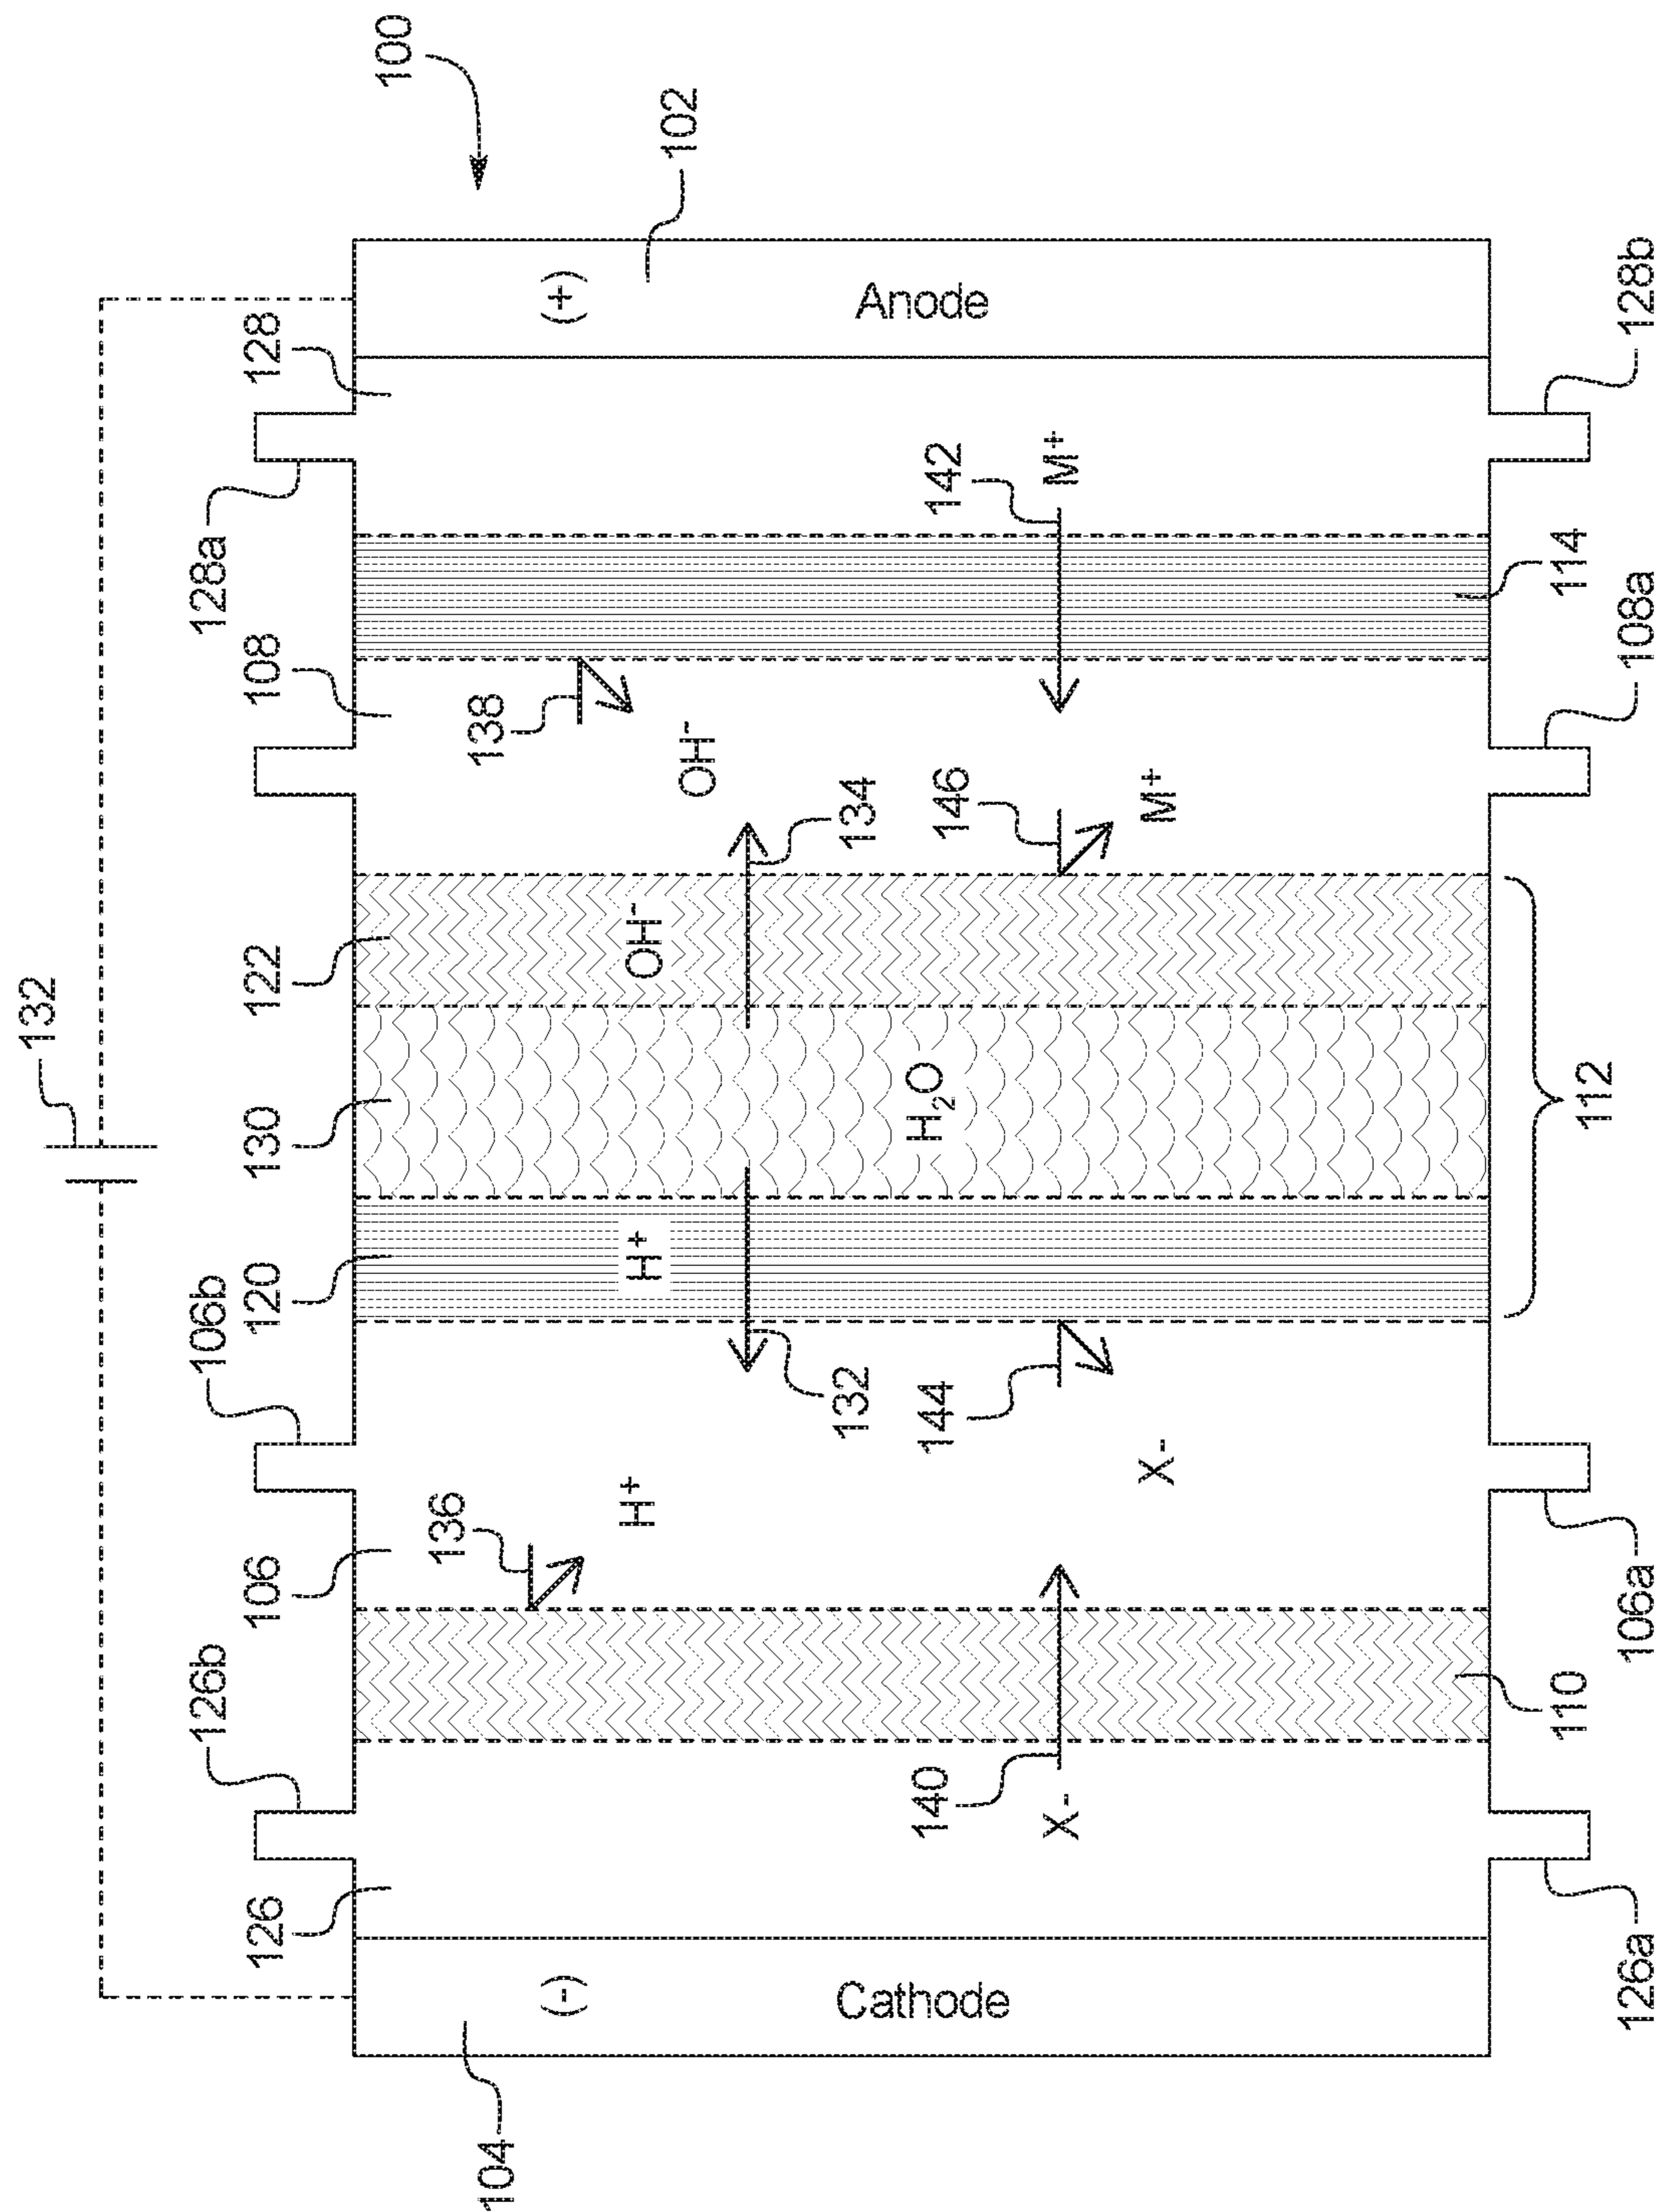 132
100
126b
106b
128a
126
106
120
130
122
108
128
102
104
(-)
(+)
136
138
H+
H+
OH-
OH-
132
134
Cathode
H2O
Anode
140
144
146
142
X-
M+
X-
M+
110
112
114
126a
106a
108a
128b